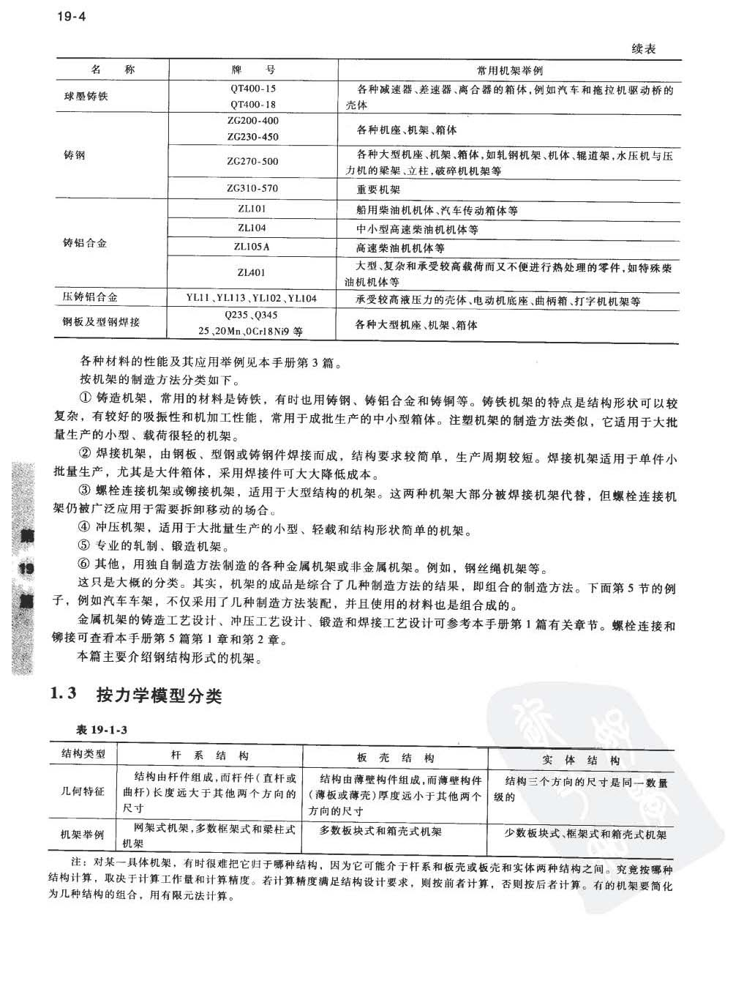 19-4
续表
名 称 牌 号 常用机架举例
球墨铸铁 QT400-15 QT400-18 各种减速器、差速器、离合器的箱体,例如汽车和拖拉机驱动桥的
壳体
铸钢 ZG200-400 ZG230-450 各种机座、机架、箱体
ZG270-500 各种大型机座、机架、箱体,如轧钢机架、机体、辊道架,水压机与压
力机的梁架、立柱,破碎机机架等
ZG310-570 重要机架
铸铝合金 ZL101 船用柴油机机体、汽车传动箱体等
ZL104 中小型高速柴油机机体等
ZL105A 高速柴油机机体等
ZL401 大型、复杂和承受较高载荷而又不便进行热处理的零件,如特殊柴
油机机体等
压铸铝合金 YL11、YL113、YL102、YL104 承受较高液压力的壳体、电动机底座、曲柄箱、打字机机架等
钢板及型钢焊接 Q235、Q345 各种大型机座、机架、箱体
25、20Mn、0Cr18Ni9 等
各种材料的性能及其应用举例见本手册第 3 篇。
按机架的制造方法分类如下。
① 铸造机架，常用的材料是铸铁，有时也用铸钢、铸铝合金和铸铜等。铸铁机架的特点是结构形状可以较
复杂，有较好的吸振性和机加工性能，常用于成批生产的中小型箱体。注塑机架的制造方法类似，它适用于大批
量生产的小型、载荷很轻的机架。
② 焊接机架，由钢板、型钢或铸钢件焊接而成，结构要求较简单，生产周期较短。焊接机架适用于单件小
批量生产，尤其是大件箱体，采用焊接件可大大降低成本。
③ 螺栓连接机架或铆接机架，适用于大型结构的机架。这两种机架大部分被焊接机架代替，但螺栓连接机
架仍被广泛应用于需要拆卸移动的场合。
④ 冲压机架，适用于大批量生产的小型、轻载和结构形状简单的机架。
⑤ 专业的轧制、锻造机架。
⑥ 其他，用独自制造方法制造的各种金属机架或非金属机架。例如，钢丝绳机架等。
这只是大概的分类。其实，机架的成品是综合了几种制造方法的结果，即组合的制造方法。下面第 5 节的例
子，例如汽车车架，不仅采用了几种制造方法装配，并且使用的材料也是组合成的。
金属机架的铸造工艺设计、冲压工艺设计、锻造和焊接工艺设计可参考本手册第 1 篇有关章节。螺栓连接和
铆接可查看本手册第 5 篇第 1 章和第 2 章。
本篇主要介绍钢结构形式的机架。
第
19
篇
1.3 按力学模型分类
表 19-1-3
结构类型 杆 系 结 构 板 壳 结 构 实 体 结 构
几何特征 结构由杆件组成,而杆件(直杆或
曲杆)长度远大于其他两个方向的
尺寸
结构由薄壁构件组成,而薄壁构件
(薄板或薄壳)厚度远小于其他两个
方向的尺寸
结构三个方向的尺寸是同一数量
级的
机架举例 网架式机架,多数框架式和梁柱式
机架
多数板块式和箱壳式机架
少数板块式、框架式和箱壳式机架
注：对某一具体机架，有时很难把它归于哪种结构，因为它可能介于杆系和板壳或板壳和实体两种结构之间。究竟按哪种
结构计算，取决于计算工作量和计算精度。若计算精度满足结构设计要求，则按前者计算，否则按后者计算。有的机架要简化
为几种结构的组合，用有限元法计算。